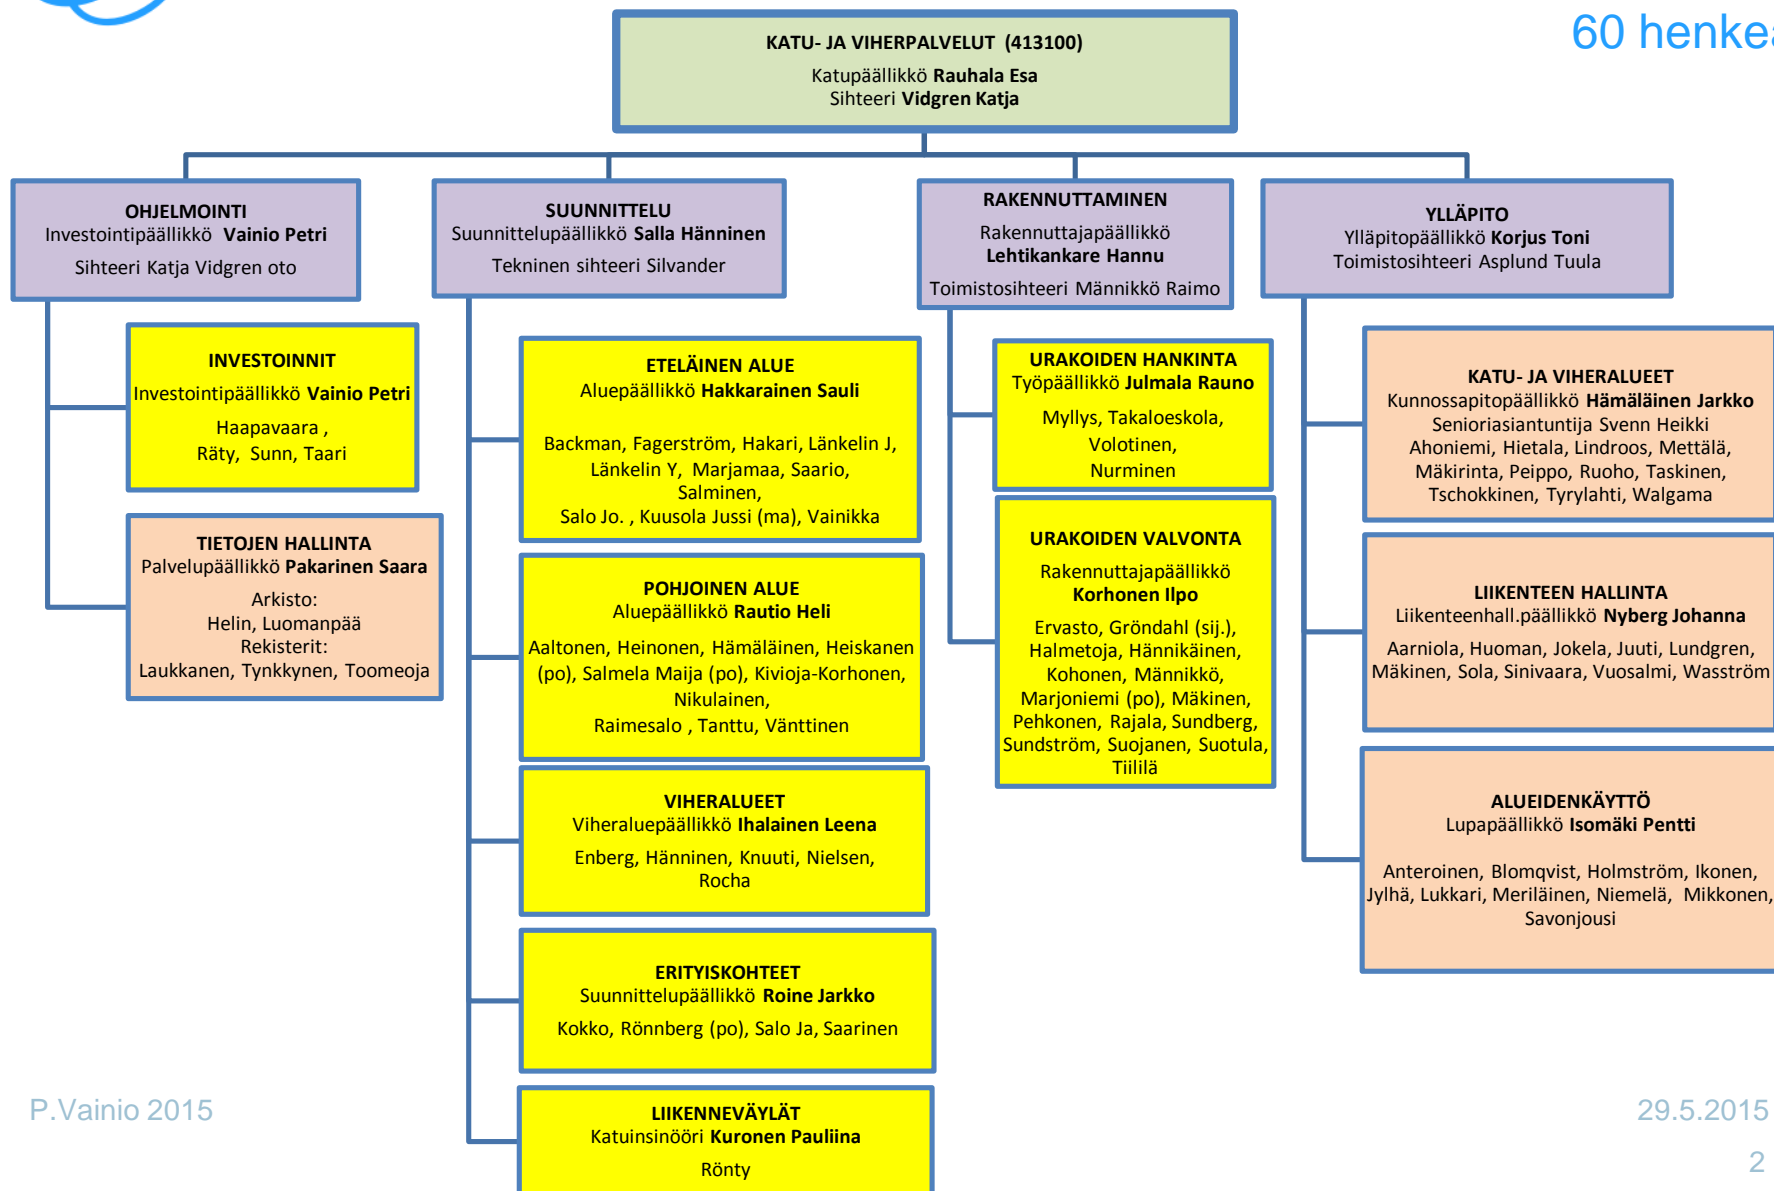 60 henkeä
KATU- JA VIHERPALVELUT (413100)
Katupäällikkö Rauhala Esa
Sihteeri Vidgren Katja
OHJELMOINTI
Investointipäällikkö Vainio Petri
Sihteeri Katja Vidgren oto
INVESTOINNIT
Investointipäällikkö Vainio Petri
Haapavaara ,
Räty, Sunn, Taari
TIETOJEN HALLINTA
Palvelupäällikkö Pakarinen Saara
Arkisto:
Helin, Luomanpää
Rekisterit:
Laukkanen, Tynkkynen, Toomeoja
SUUNNITTELU
Suunnittelupäällikkö Salla Hänninen
Tekninen sihteeri Silvander
ETELÄINEN ALUE
Aluepäällikkö Hakkarainen Sauli
Backman, Fagerström, Hakari, Länkelin J,
Länkelin Y, Marjamaa, Saario,
Salminen,
Salo Jo. , Kuusola Jussi (ma), Vainikka
POHJOINEN ALUE
Aluepäällikkö Rautio Heli
Aaltonen, Heinonen, Hämäläinen, Heiskanen
(po), Salmela Maija (po), Kivioja-Korhonen,
Nikulainen,
Raimesalo , Tanttu, Vänttinen
VIHERALUEET
Viheraluepäällikkö Ihalainen Leena
Enberg, Hänninen, Knuuti, Nielsen,
Rocha
ERITYISKOHTEET
Suunnittelupäällikkö Roine Jarkko
Kokko, Rönnberg (po), Salo Ja, Saarinen
LIIKENNEVÄYLÄT
Katuinsinööri Kuronen Pauliina
Rönty
RAKENNUTTAMINEN
Rakennuttajapäällikkö
Lehtikankare Hannu
Toimistosihteeri Männikkö Raimo
URAKOIDEN HANKINTA
Työpäällikkö Julmala Rauno
Myllys, Takaloeskola,
Volotinen,
Nurminen
URAKOIDEN VALVONTA
Rakennuttajapäällikkö
Korhonen Ilpo
Ervasto, Gröndahl (sij.),
Halmetoja, Hännikäinen,
Kohonen, Männikkö,
Marjoniemi (po), Mäkinen,
Pehkonen, Rajala, Sundberg,
Sundström, Suojanen, Suotula,
Tiililä
YLLÄPITO
Ylläpitopäällikkö Korjus Toni
Toimistosihteeri Asplund Tuula
KATU- JA VIHERALUEET
Kunnossapitopäällikkö Hämäläinen Jarkko
Senioriasiantuntija Svenn Heikki
Ahoniemi, Hietala, Lindroos, Mettälä,
Mäkirinta, Peippo, Ruoho, Taskinen,
Tschokkinen, Tyrylahti, Walgama
LIIKENTEEN HALLINTA
Liikenteenhall.päällikkö Nyberg Johanna
Aarniola, Huoman, Jokela, Juuti, Lundgren,
Mäkinen, Sola, Sinivaara, Vuosalmi, Wasström
ALUEIDENKÄYTTÖ
Lupapäällikkö Isomäki Pentti
Anteroinen, Blomqvist, Holmström, Ikonen,
Jylhä, Lukkari, Meriläinen, Niemelä, Mikkonen,
Savonjousi
P.Vainio 2015
29.5.2015
2